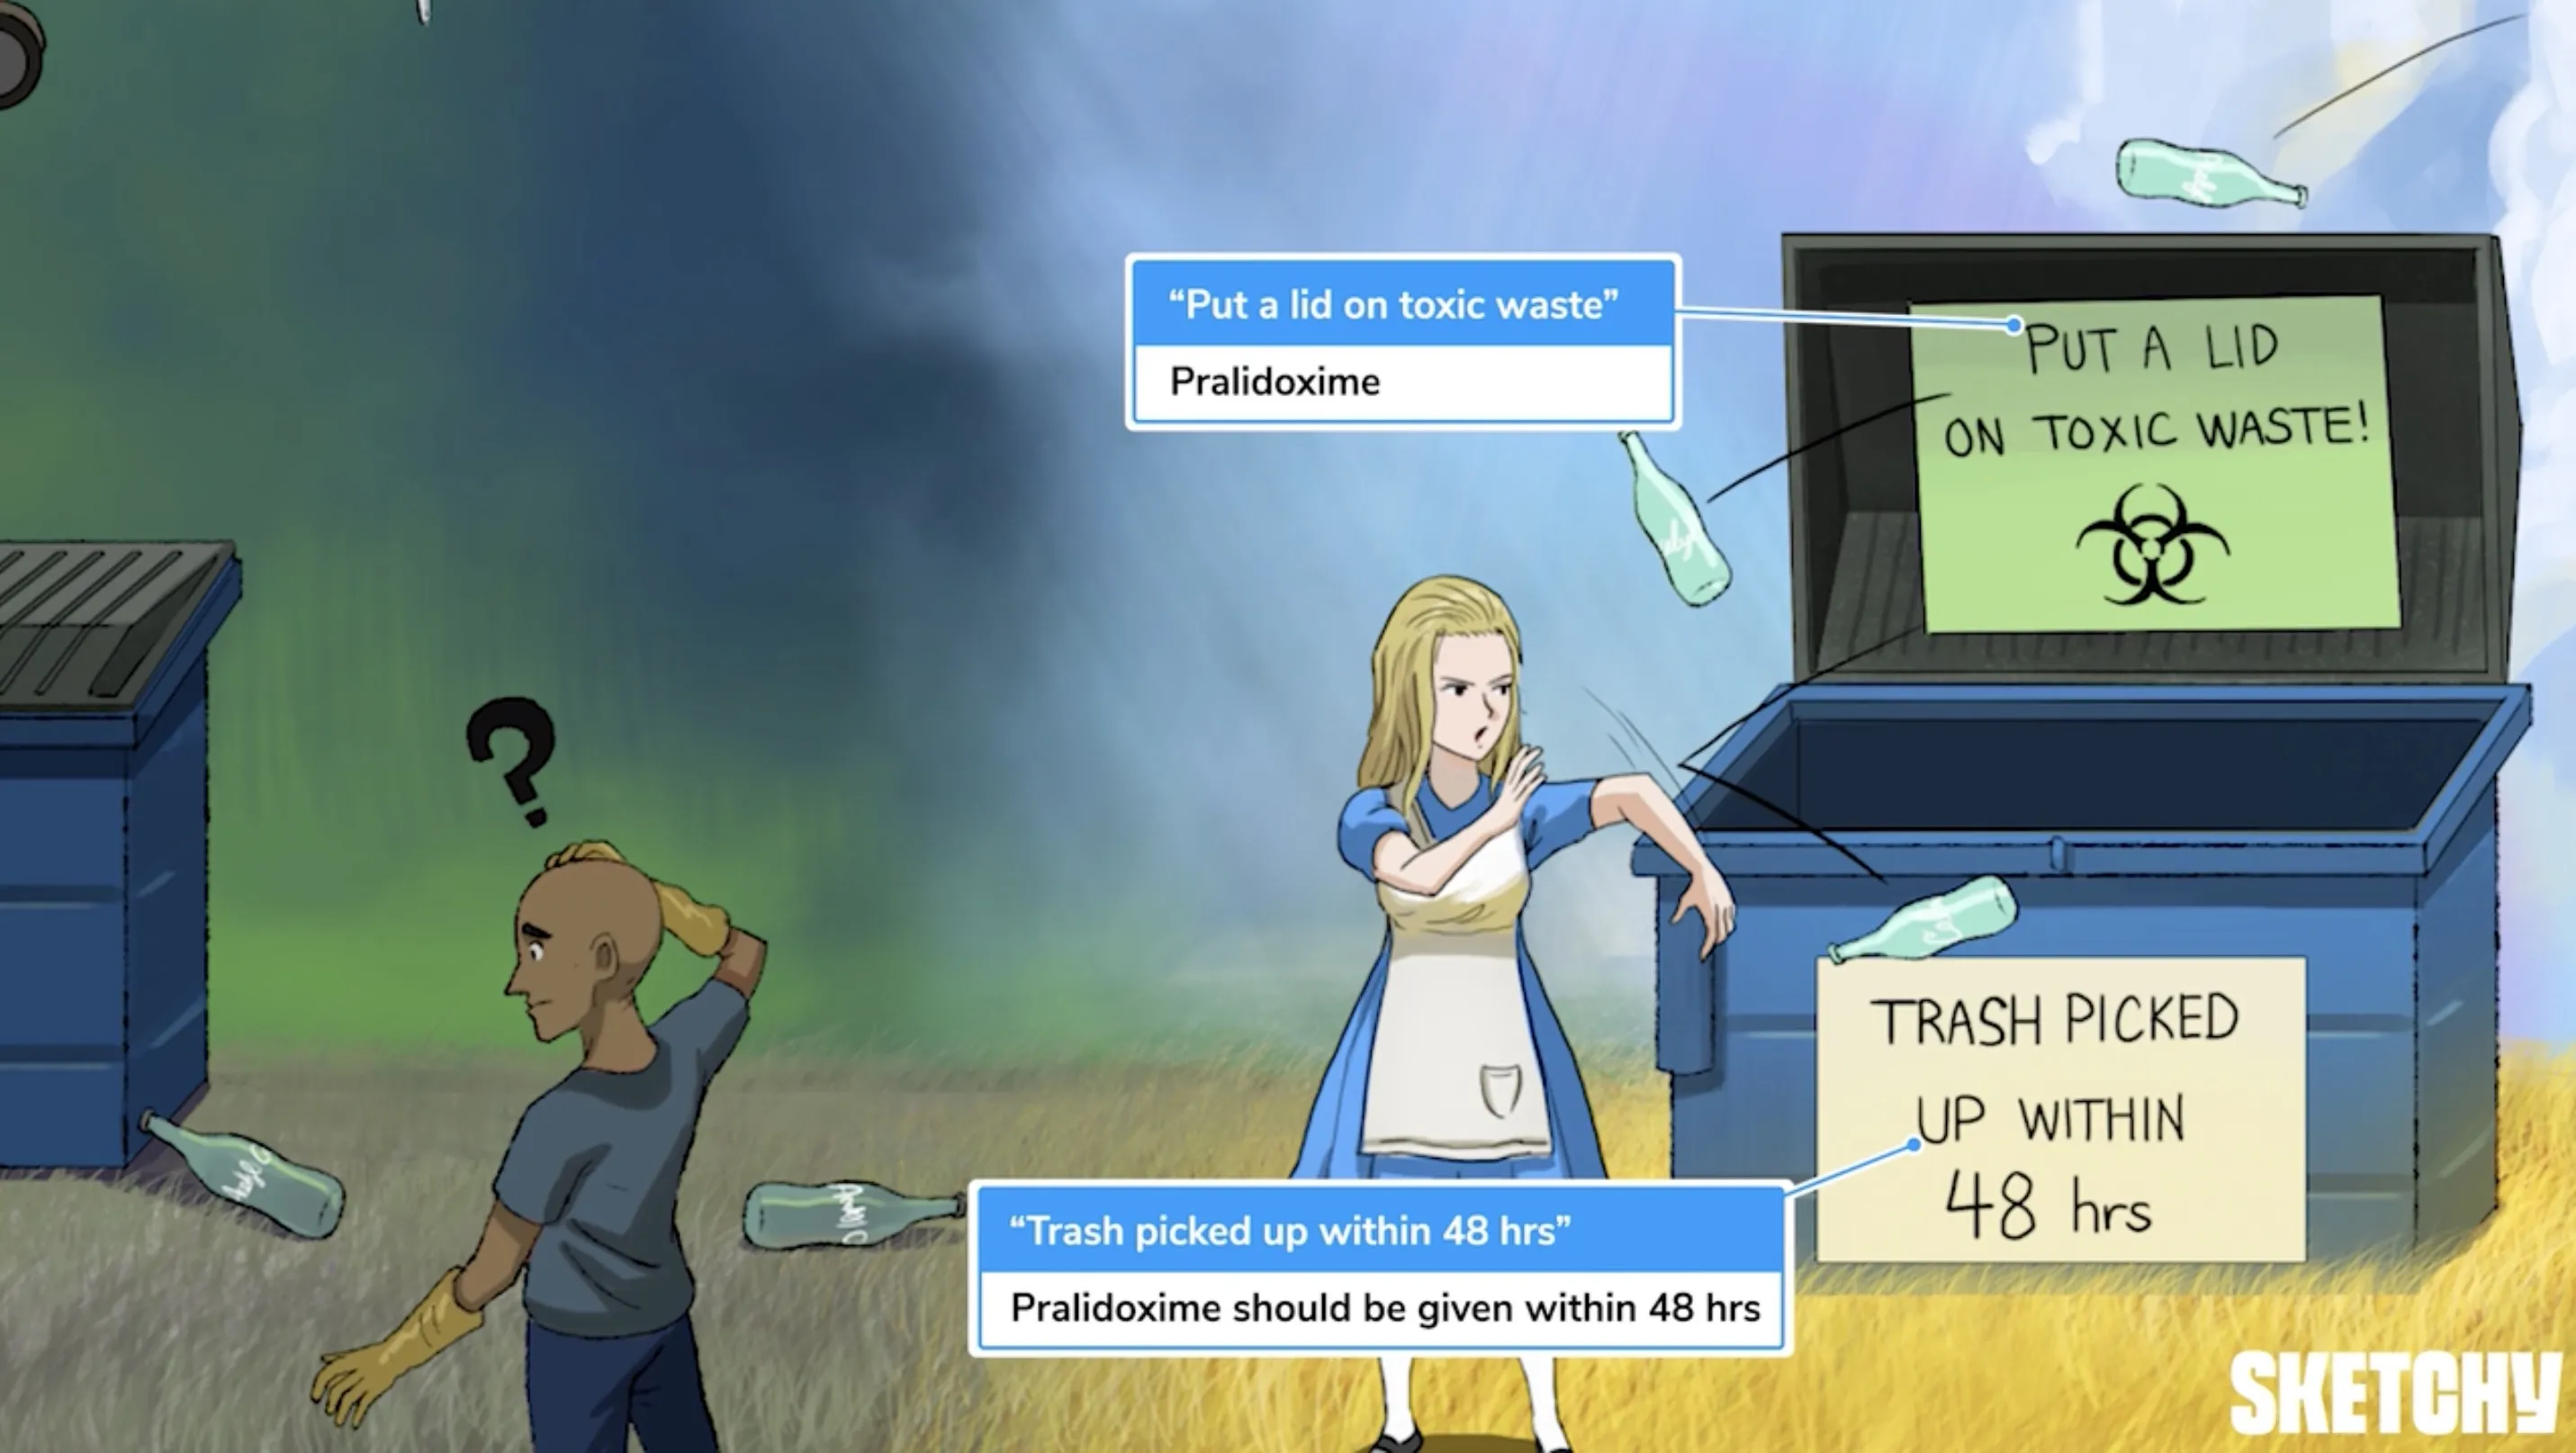 “Put a lid on toxic waste”
Pralidoxime
PUT A LID
ON TOXIC WASTE!
TRASH PICKED
UP WITHIN
48 hrs
“Trash picked up within 48 hrs”
Pralidoxime should be given within 48 hrs
?
SKETCHY